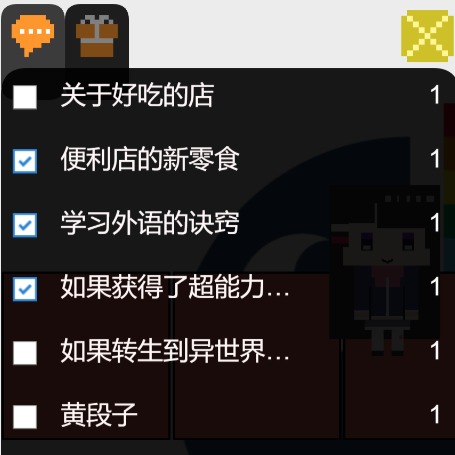 关于好吃的店 1
便利店的新零食 1
学习外语的诀窍 1
如果获得了超能力… 1
如果转生到异世界… 1
黄段子 1